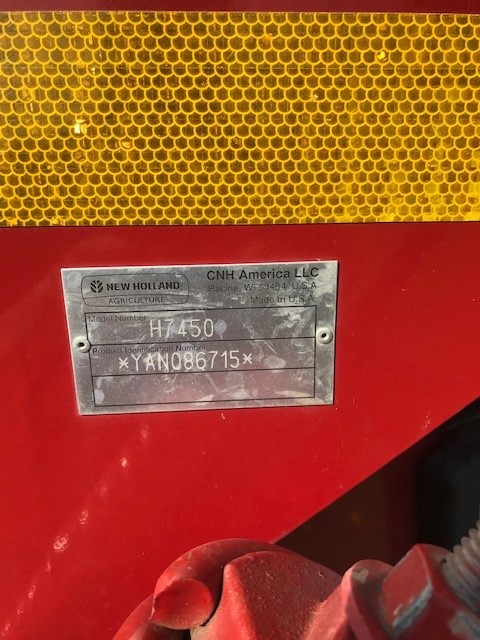 NEW HOLLAND
AGRICULTURE
CNH America LLC
Racine, WI 53404 U.S.A
Made in U.S.A
Model Number
H7450
Product Identification Number
*YAN086715*